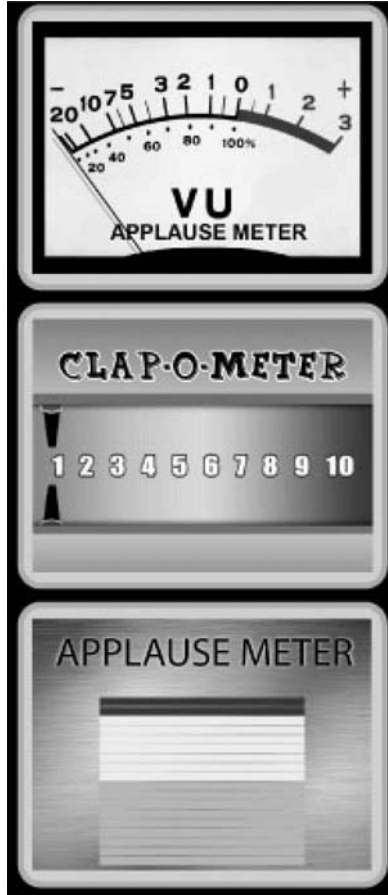 - 20 10 7 5 3 2 1 0 1 2 3 +
20 40 60 80 100%
VU
APPLAUSE METER
CLAP-O-METER
1 2 3 4 5 6 7 8 9 10
APPLAUSE METER